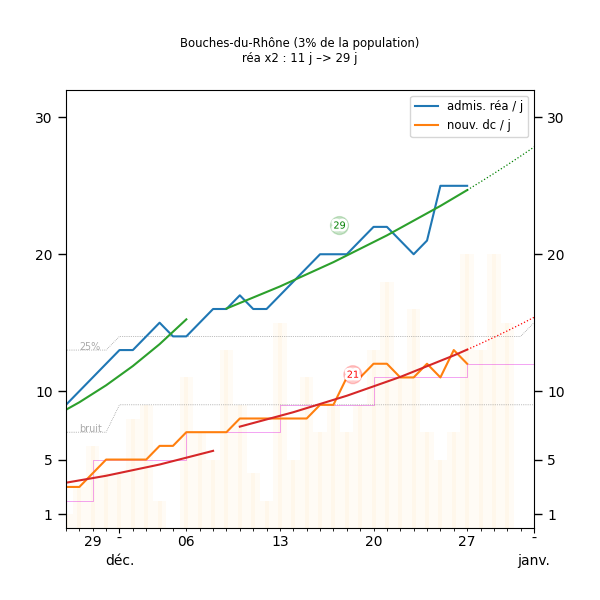 Bouches-du-Rhône (3% de la population)
réa x2 : 11 j –> 29 j
admis. réa / j
nouv. dc / j
30
30
29
20
20
25%
21
10
10
bruit
5
5
1
1
29
-
06
13
20
27
-
déc.
janv.